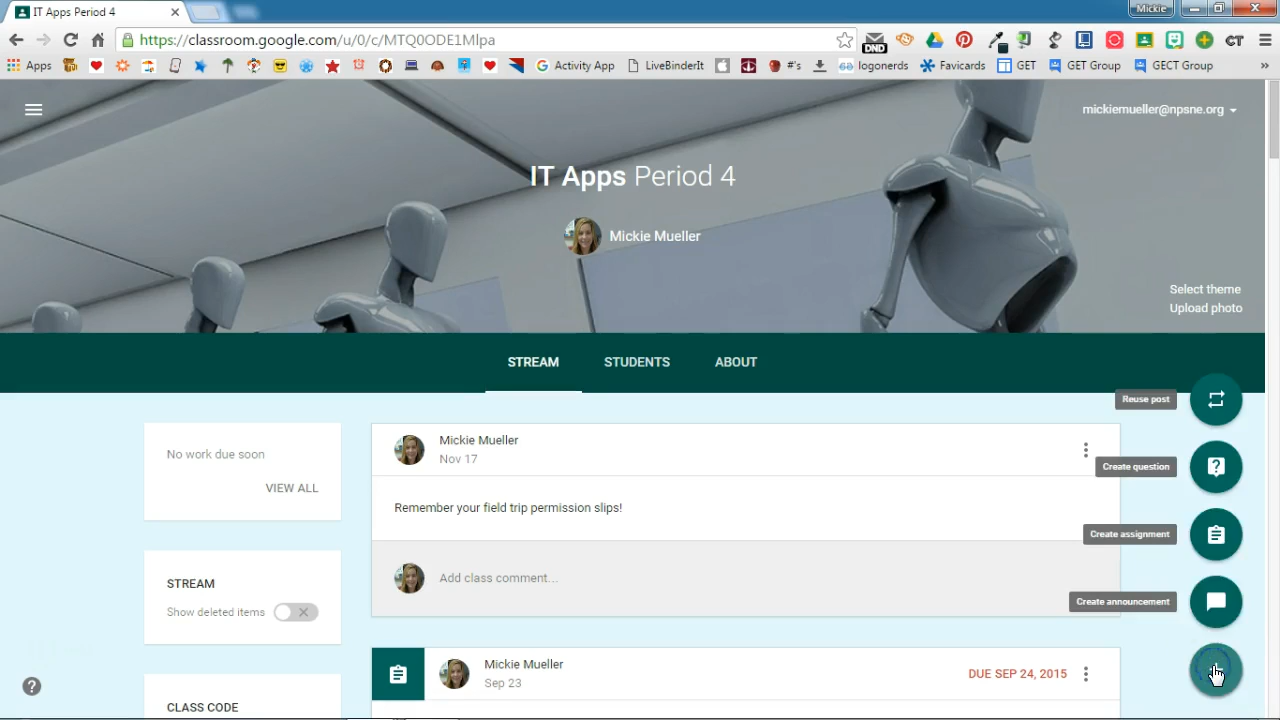 IT Apps Period 4
Mickie
https://classroom.google.com/u/0/c/MTQ0ODE1Mlpa
DND
CT
Apps
Activity App
LiveBinderIt
#'s
logonerds
Favicards
GET
GET Group
GECT Group
»
mickiemueller@npsne.org
IT Apps Period 4
Mickie Mueller
Select theme
Upload photo
STREAM
STUDENTS
ABOUT
Reuse post
No work due soon
VIEW ALL
Mickie Mueller
Nov 17
Create question
Remember your field trip permission slips!
Create assignment
Add class comment...
STREAM
Show deleted items
Create announcement
Mickie Mueller
Sep 23
DUE SEP 24, 2015
CLASS CODE